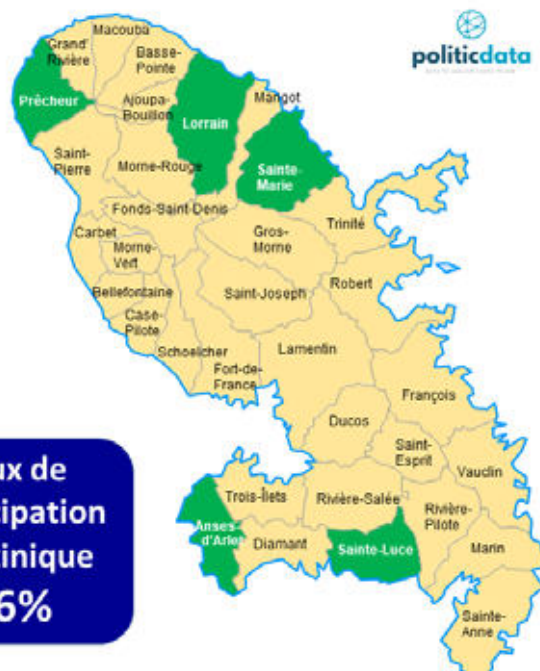 politicdata
Macouba
Grand'
Rivière
Basse-
Pointe
Prêcheur
Ajoupa-
Bouillon
Lorrain
Marigot
Saint-
Pierre
Morne-Rouge
Sainte-
Marie
Fonds-Saint-Denis
Carbet
Gros-
Morne
Trinité
Morne-
Vert
Bellefontaine
Saint-Joseph
Robert
Case-
Pilote
Schoelcher
Fort-de-
France
Lamentin
François
Ducos
Saint-
Esprit
Vauclin
Trois-Îlets
Rivière-Salée
Rivière-
Pilote
Anses
d'Arlet
Diamant
Sainte-Luce
Marin
Sainte-
Anne
ux de
cipation
tinique
6%